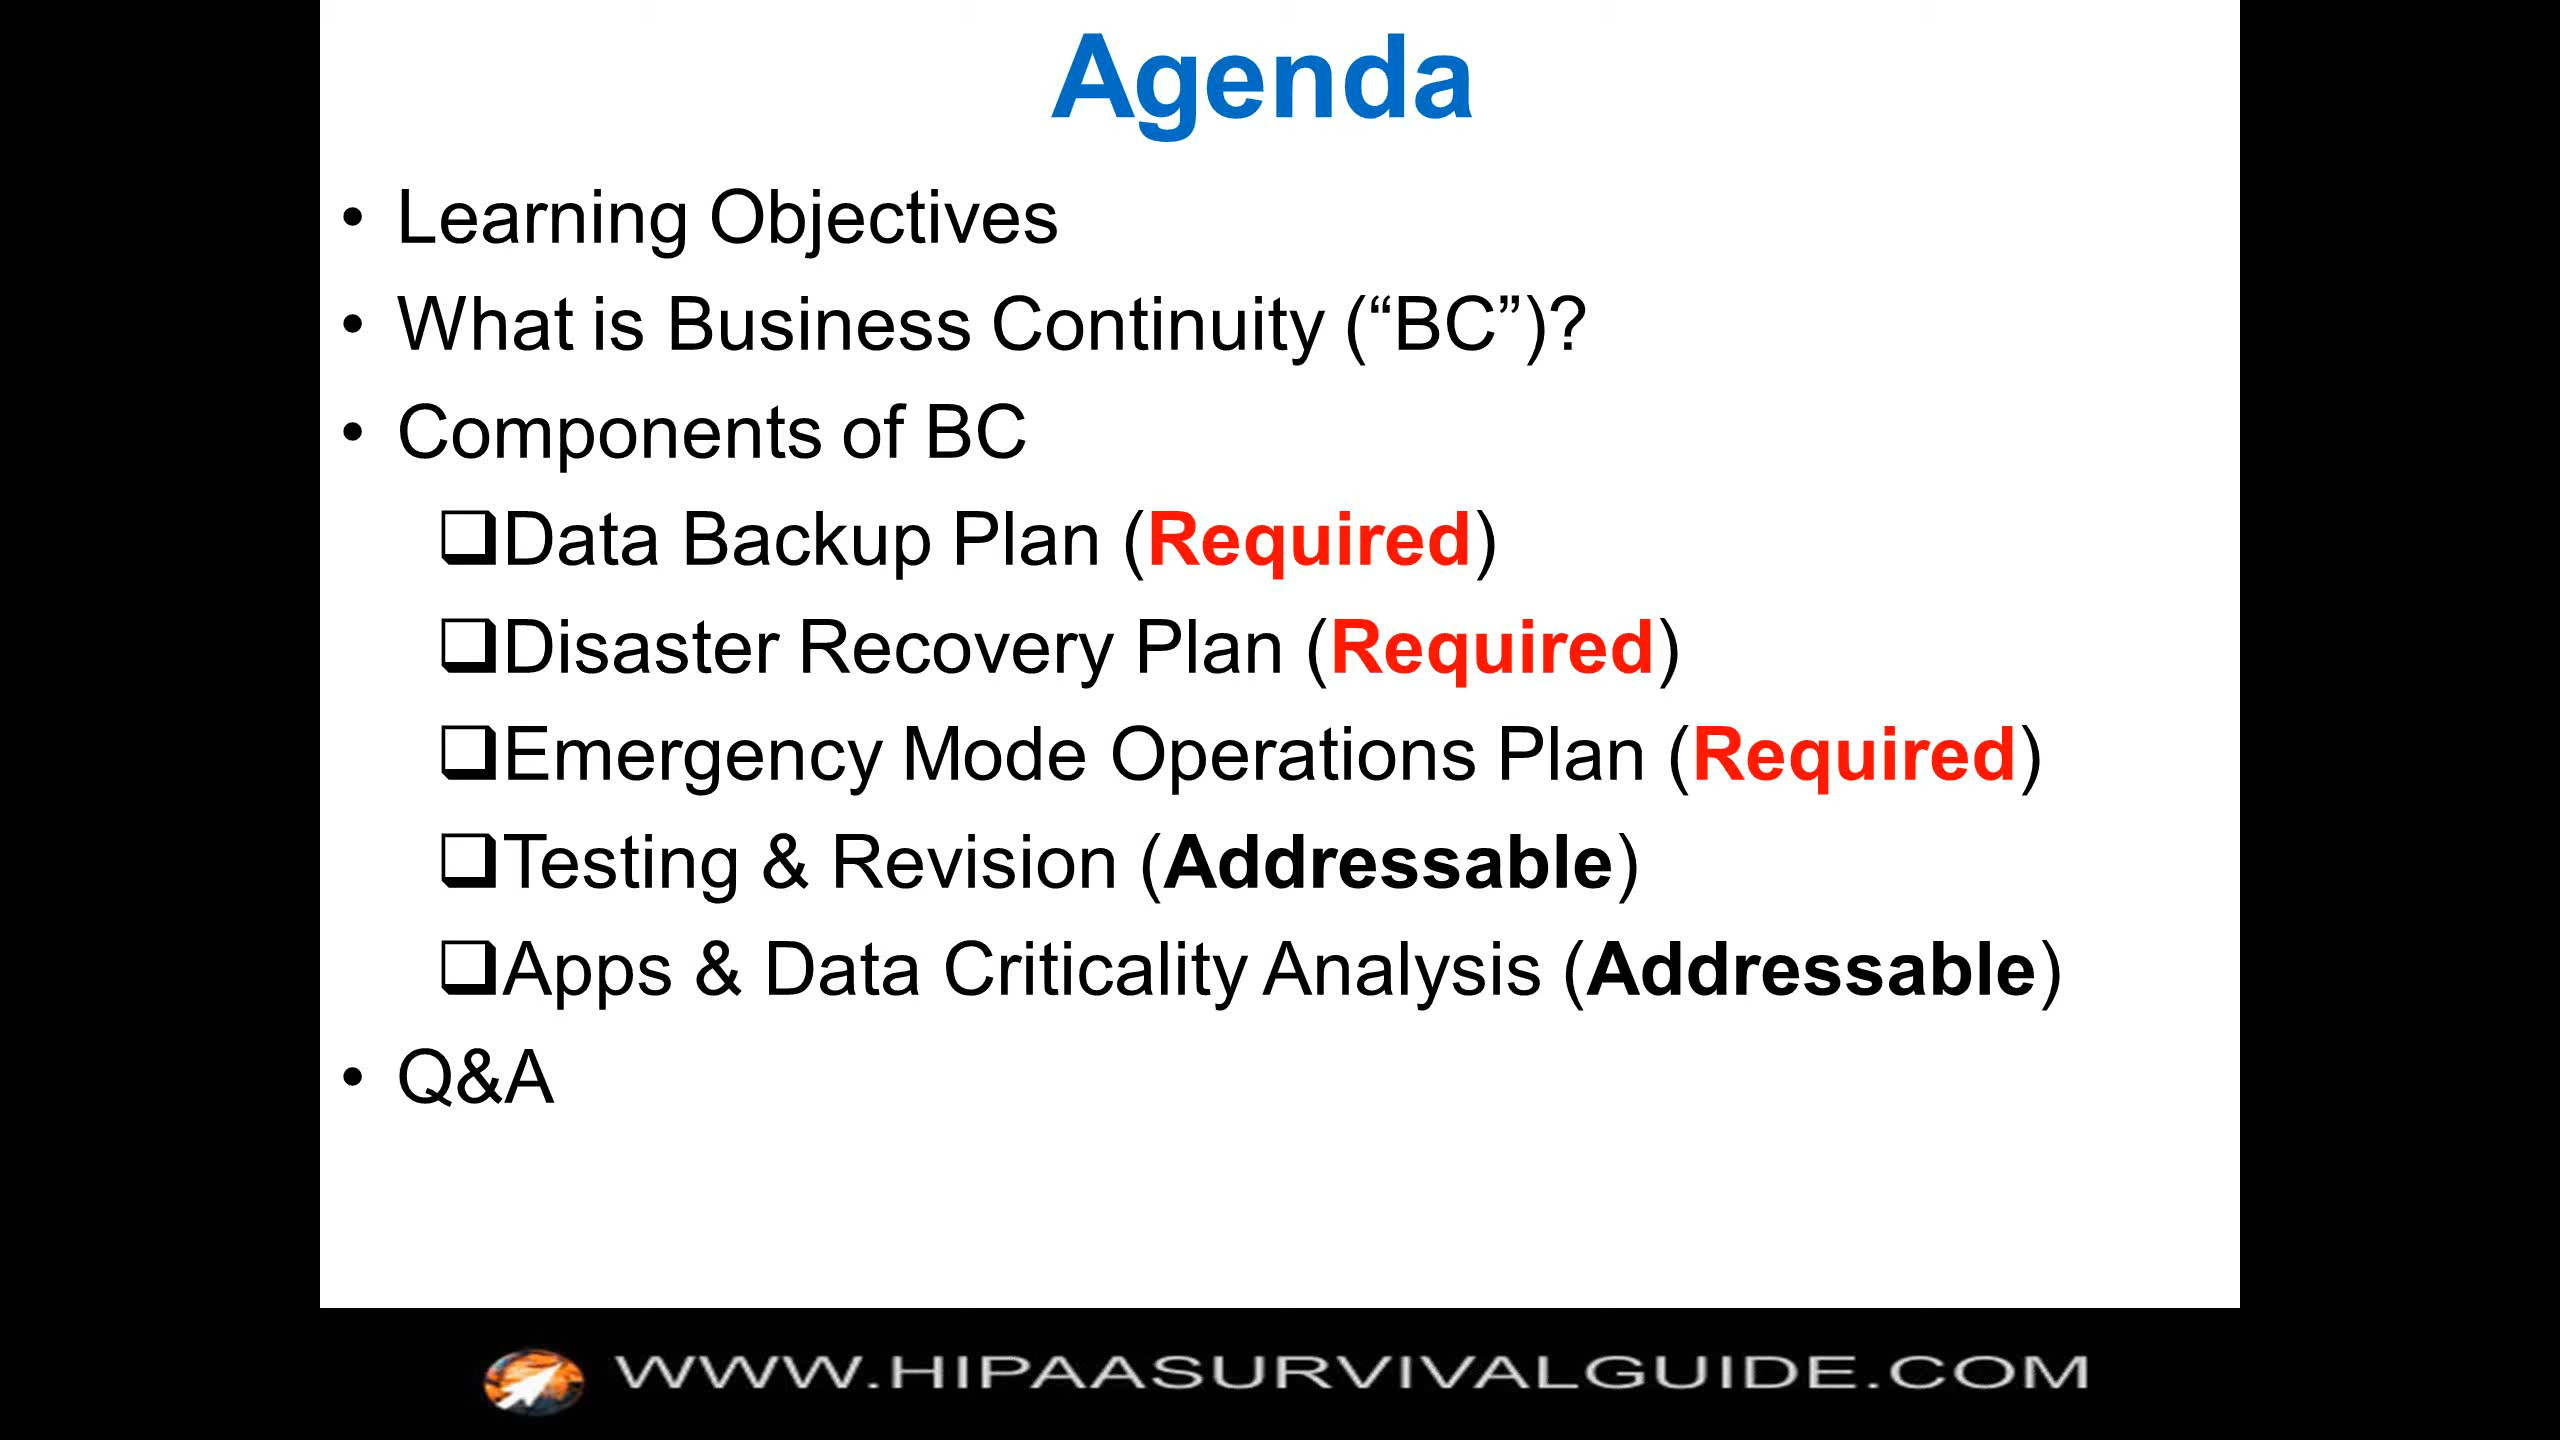 Agenda
• Learning Objectives
• What is Business Continuity (“BC”)?
• Components of BC
❑Data Backup Plan (Required)
❑Disaster Recovery Plan (Required)
❑Emergency Mode Operations Plan (Required)
❑Testing & Revision (Addressable)
❑Apps & Data Criticality Analysis (Addressable)
• Q&A
WWW.HIPAASURVIVALGUIDE.COM